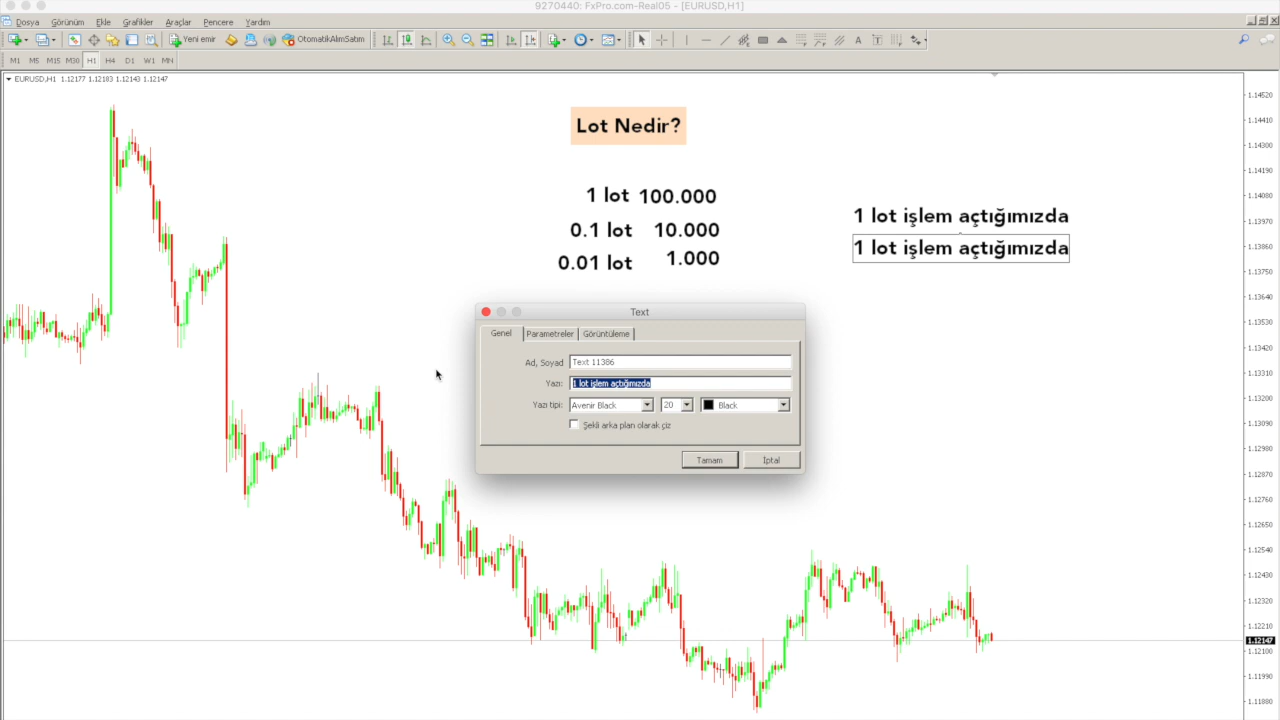 9270440: FxPro.com-Real05 - [EURUSD,H1]
Dosya Görünüm Ekle Grafikler Araçlar Pencere Yardım
Yeni emir OtomatikAlımSatım
M1 M5 M15 M30 H1 H4 D1 W1 MN
EURUSD,H1 1.12177 1.12183 1.12143 1.12147
Lot Nedir?
1 lot 100.000
0.1 lot 10.000
0.01 lot 1.000
1 lot işlem açtığımızda
1 lot işlem açtığımızda
Text
Genel Parametreler Görüntüleme
Ad, Soyad Text 11386
Yazı: 1 lot işlem açtığımızda
Yazı tipi: Avenir Black 20 Black
Şekli arka plan olarak çiz
Tamam İptal
1.14520
1.14410
1.14300
1.14190
1.14080
1.13970
1.13860
1.13750
1.13640
1.13530
1.13420
1.13310
1.13200
1.13090
1.12980
1.12870
1.12760
1.12650
1.12540
1.12430
1.12320
1.12210
1.12147
1.12100
1.11990
1.11880